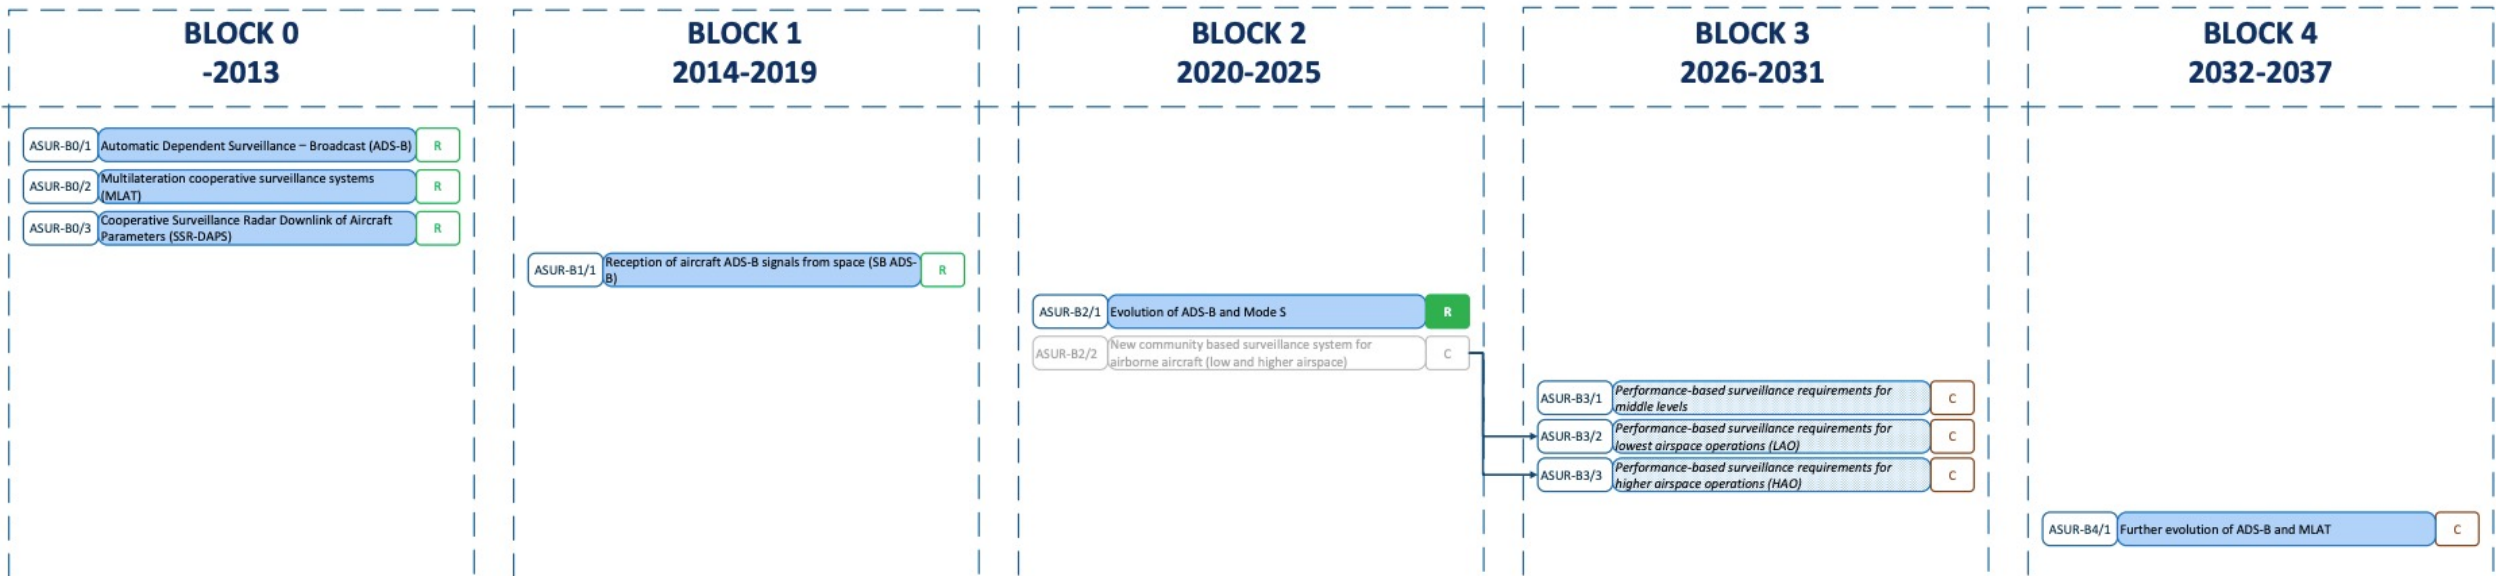 BLOCK 0
-2013
BLOCK 1
2014-2019
BLOCK 2
2020-2025
BLOCK 3
2026-2031
BLOCK 4
2032-2037
ASUR-B0/1 Automatic Dependent Surveillance – Broadcast (ADS-B) R
ASUR-B0/2 Multilateration cooperative surveillance systems
(MLAT) R
ASUR-B0/3 Cooperative Surveillance Radar Downlink of Aircraft
Parameters (SSR-DAPS) R
ASUR-B1/1 Reception of aircraft ADS-B signals from space (SB ADS-
B) R
ASUR-B2/1 Evolution of ADS-B and Mode S R
ASUR-B2/2 New community based surveillance system for
airborne aircraft (low and higher airspace) C
ASUR-B3/1 Performance-based surveillance requirements for
middle levels C
ASUR-B3/2 Performance-based surveillance requirements for
lowest airspace operations (LAO) C
ASUR-B3/3 Performance-based surveillance requirements for
higher airspace operations (HAO) C
ASUR-B4/1 Further evolution of ADS-B and MLAT C